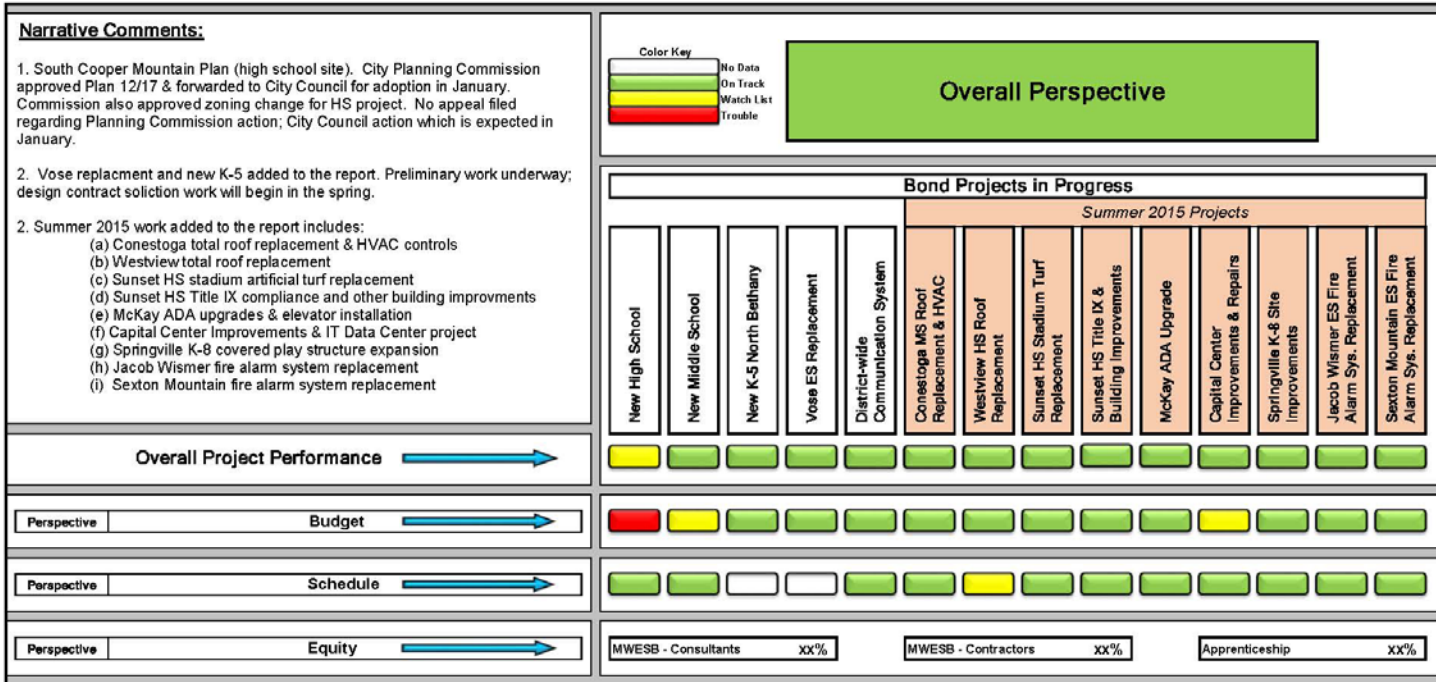 Narrative Comments:
1. South Cooper Mountain Plan (high school site).  City Planning Commission
approved Plan 12/17 & forwarded to City Council for adoption in January.
Commission also approved zoning change for HS project.  No appeal filed
regarding Planning Commission action; City Council action which is expected in
January.
2.  Vose replacment and new K-5 added to the report. Preliminary work underway;
design contract soliction work will begin in the spring.
2. Summer 2015 work added to the report includes:
(a) Conestoga total roof replacement & HVAC controls
(b) Westview total roof replacement
(c) Sunset HS stadium artificial turf replacement
(d) Sunset HS Title IX compliance and other building improvments
(e) McKay ADA upgrades & elevator installation
(f) Capital Center Improvements & IT Data Center project
(g) Springville K-8 covered play structure expansion
(h) Jacob Wismer fire alarm system replacement
(i) Sexton Mountain fire alarm system replacement
Color Key
No Data
On Track
Watch List
Trouble
Overall Perspective
Bond Projects in Progress
Summer 2015 Projects
New High School
New Middle School
New K-5 North Bethany
Vose ES Replacement
District-wide
Communication System
Conestoga MS Roof
Replacement & HVAC
Westview HS Roof
Replacement
Sunset HS Stadium Turf
Replacement
Sunset HS Title IX &
Building Improvements
McKay ADA Upgrade
Capital Center
Improvements & Repairs
Springville K-8 Site
Improvements
Jacob Wismer ES Fire
Alarm Sys. Replacement
Sexton Mountain ES Fire
Alarm Sys. Replacement
Overall Project Performance
Perspective Budget
Perspective Schedule
Perspective Equity
MWESB - Consultants xx%
MWESB - Contractors xx%
Apprenticeship xx%